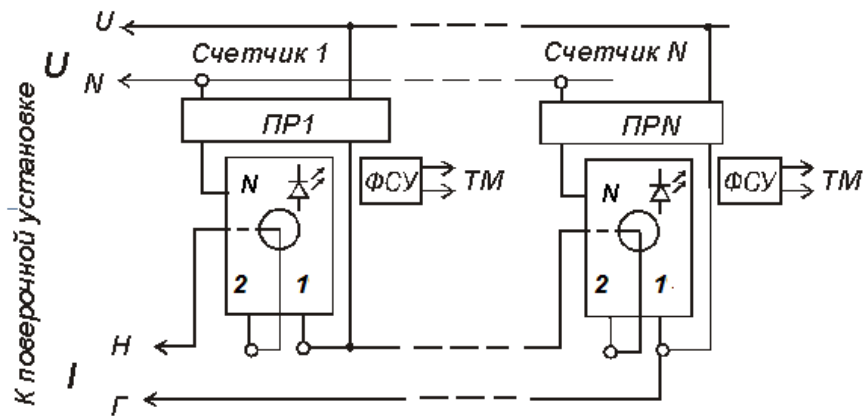 U
Счетчик 1
Счетчик N
U
N
ПР1
ПРN
К поверочной установке
N
ФСУ
ТМ
N
ФСУ
ТМ
2
1
2
1
Н
I
Г